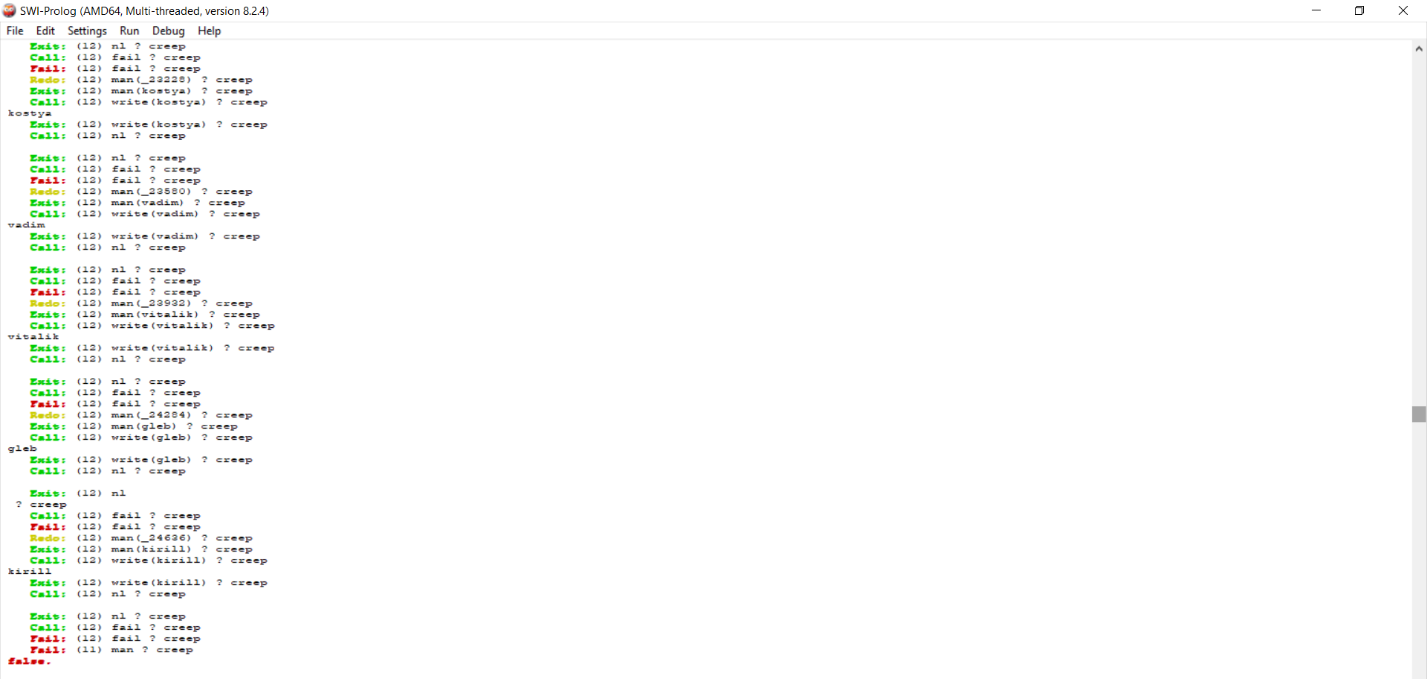 SWI-Prolog (AMD64, Multi-threaded, version 8.2.4)
File Edit Settings Run Debug Help
Exit: (12) nl ? creep
Call: (12) fail ? creep
Fail: (12) fail ? creep
Redo: (12) man(_23228) ? creep
Exit: (12) man(kostya) ? creep
Call: (12) write(kostya) ? creep
kostya
Exit: (12) write(kostya) ? creep
Call: (12) nl ? creep
Exit: (12) nl ? creep
Call: (12) fail ? creep
Fail: (12) fail ? creep
Redo: (12) man(_23580) ? creep
Exit: (12) man(vadim) ? creep
Call: (12) write(vadim) ? creep
vadim
Exit: (12) write(vadim) ? creep
Call: (12) nl ? creep
Exit: (12) nl ? creep
Call: (12) fail ? creep
Fail: (12) fail ? creep
Redo: (12) man(_23932) ? creep
Exit: (12) man(vitalik) ? creep
Call: (12) write(vitalik) ? creep
vitalik
Exit: (12) write(vitalik) ? creep
Call: (12) nl ? creep
Exit: (12) nl ? creep
Call: (12) fail ? creep
Fail: (12) fail ? creep
Redo: (12) man(_24284) ? creep
Exit: (12) man(gleb) ? creep
Call: (12) write(gleb) ? creep
gleb
Exit: (12) write(gleb) ? creep
Call: (12) nl ? creep
Exit: (12) nl
? creep
Call: (12) fail ? creep
Fail: (12) fail ? creep
Redo: (12) man(_24636) ? creep
Exit: (12) man(kirill) ? creep
Call: (12) write(kirill) ? creep
kirill
Exit: (12) write(kirill) ? creep
Call: (12) nl ? creep
Exit: (12) nl ? creep
Call: (12) fail ? creep
Fail: (12) fail ? creep
Fail: (11) man ? creep
false.